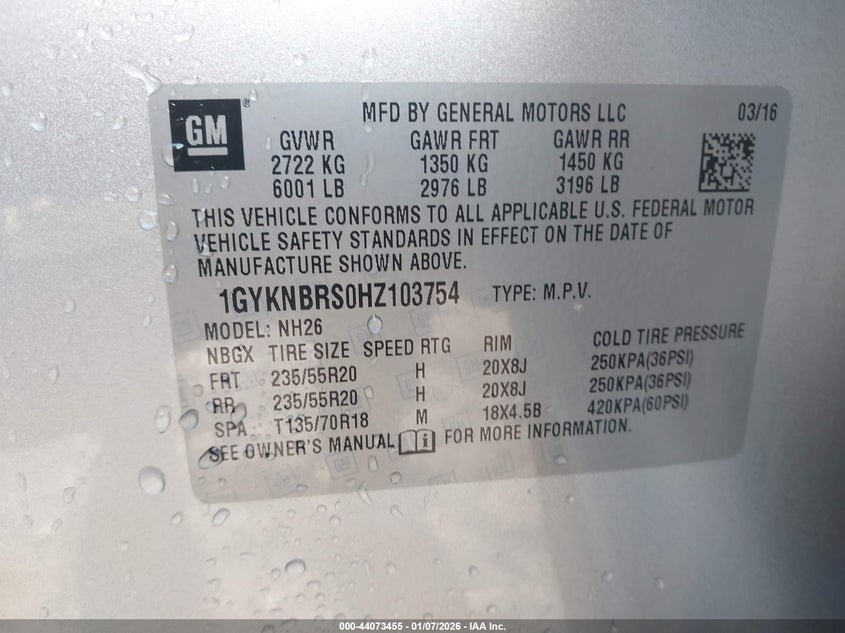 GM ®
MFD BY GENERAL MOTORS LLC 03/16
GVWR GAWR FRT GAWR RR
2722 KG 1350 KG 1450 KG
6001 LB 2976 LB 3196 LB
THIS VEHICLE CONFORMS TO ALL APPLICABLE U.S. FEDERAL MOTOR
VEHICLE SAFETY STANDARDS IN EFFECT ON THE DATE OF
MANUFACTURE SHOWN ABOVE.
1GYKNBRS0HZ103754 TYPE: M.P.V.
MODEL: NH26
NBGX TIRE SIZE SPEED RTG RIM COLD TIRE PRESSURE
FRT 235/55R20 H 20X8J 250KPA(36PSI)
RR 235/55R20 H 20X8J 250KPA(36PSI)
SPA T135/70R18 M 18X4.5B 420KPA(60PSI)
SEE OWNER'S MANUAL FOR MORE INFORMATION.
000-44073455 - 01/07/2026 - IAA Inc.